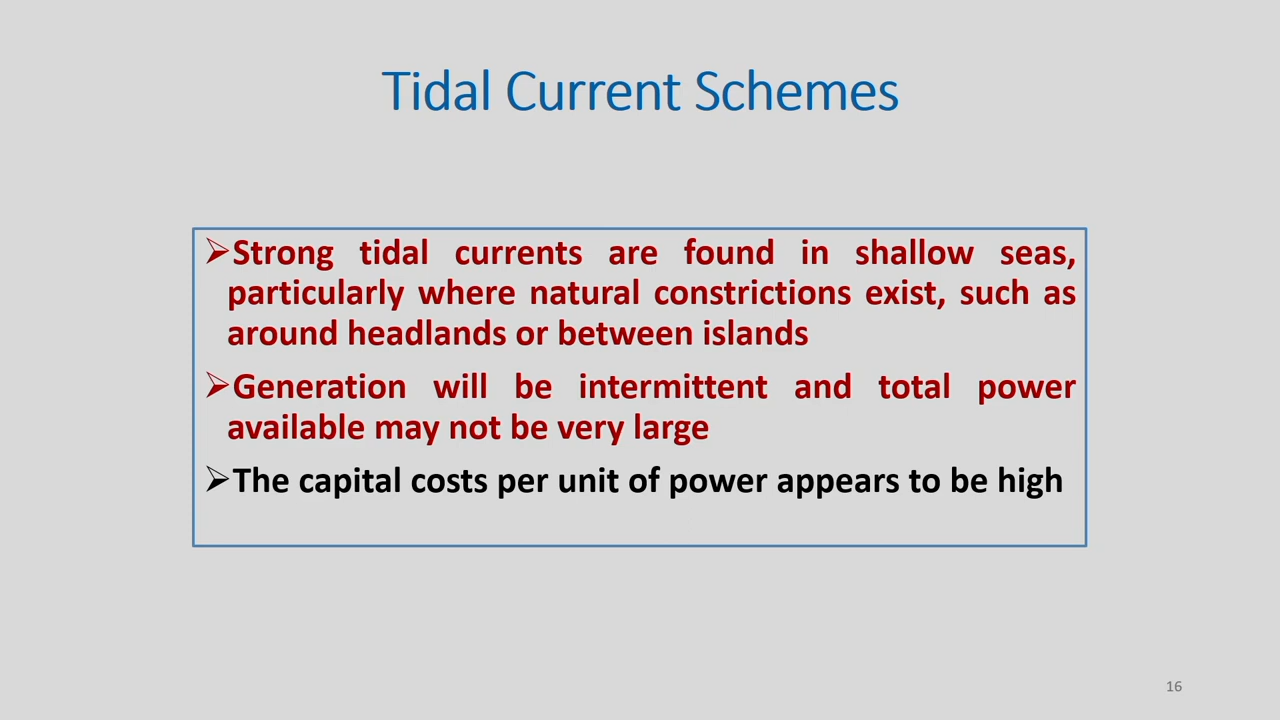 Tidal Current Schemes
➢Strong tidal currents are found in shallow seas,
particularly where natural constrictions exist, such as
around headlands or between islands
➢Generation will be intermittent and total power
available may not be very large
➢The capital costs per unit of power appears to be high
16